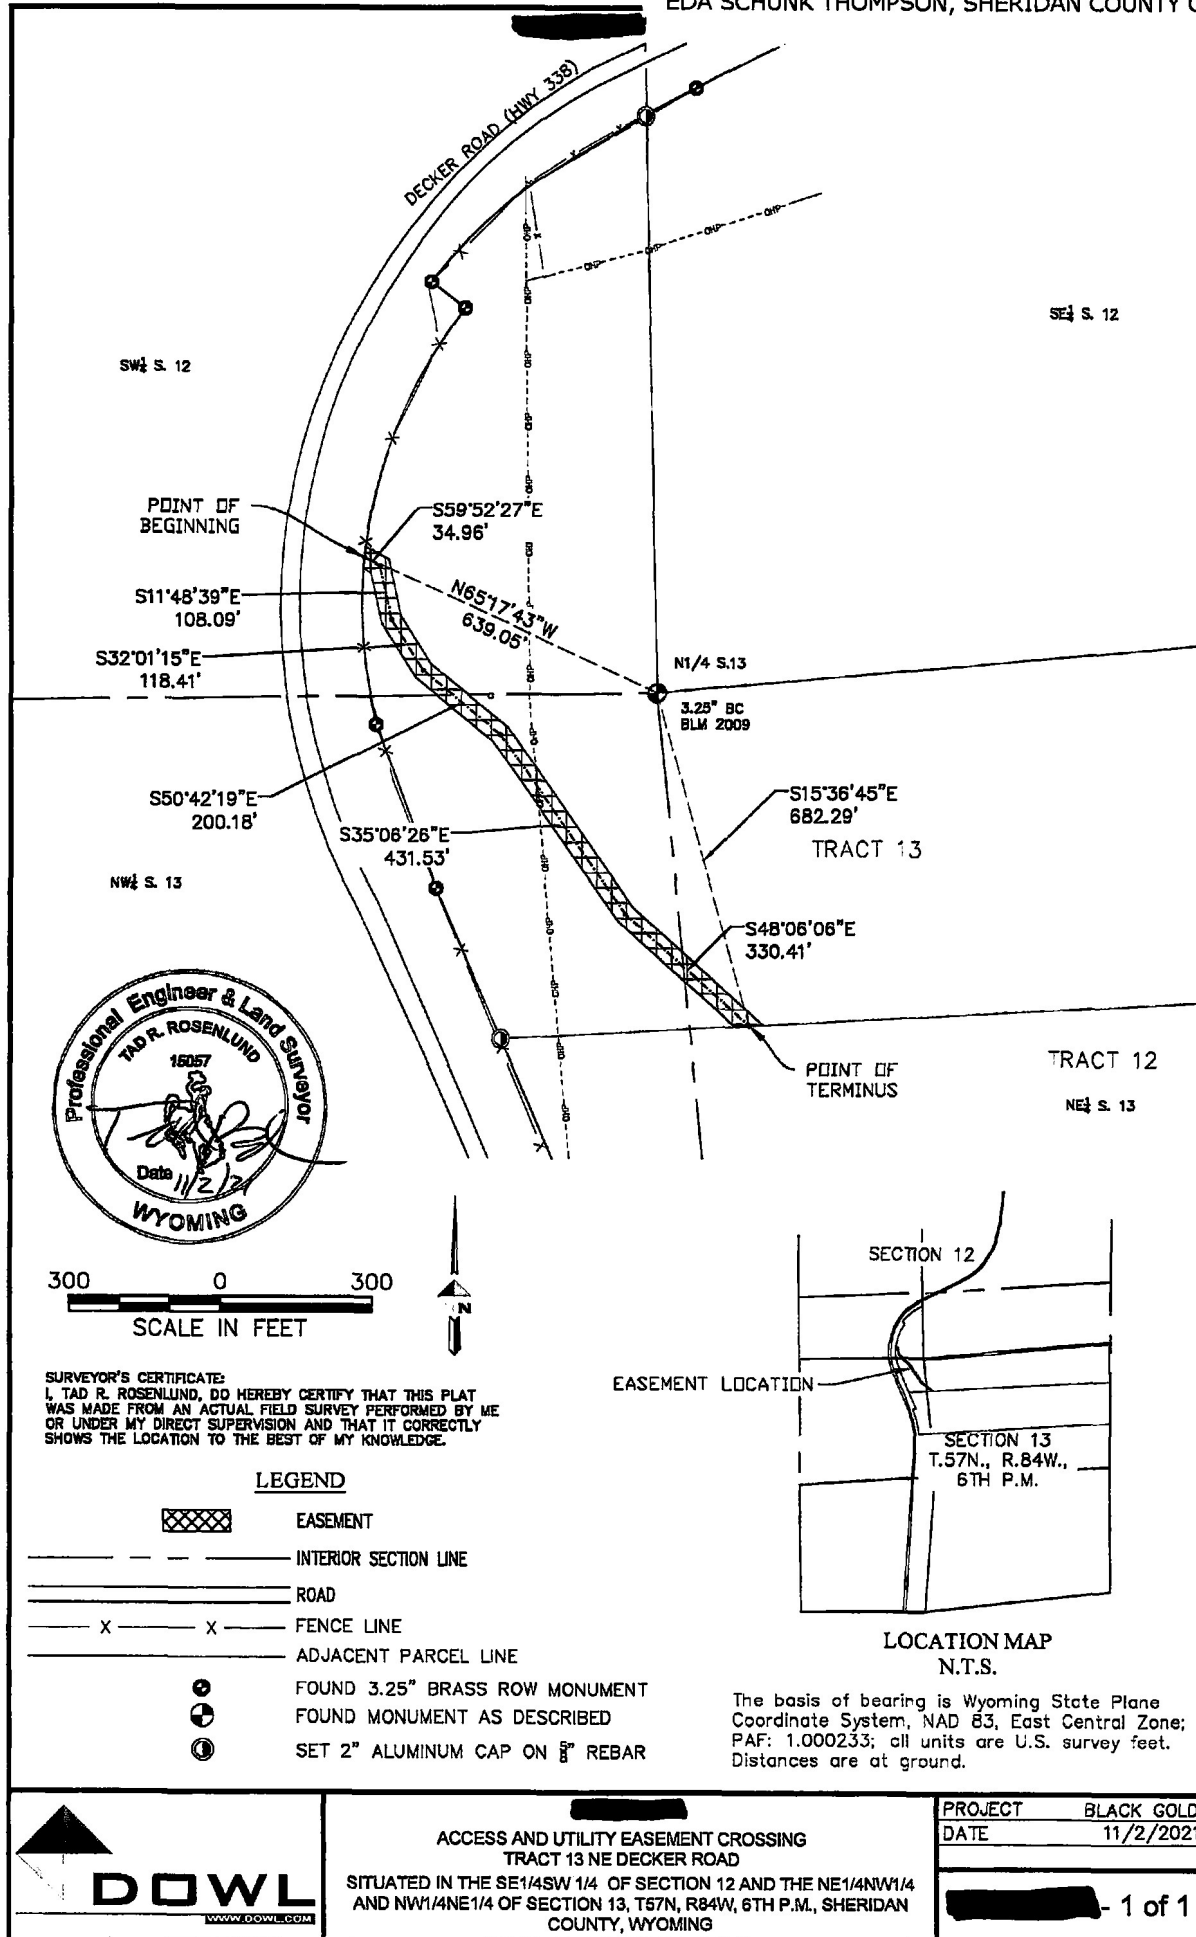 EDA SCHUNK THOMPSON, SHERIDAN COUNTY
DECKER ROAD (HWY 338)
OHP
OHP
OHP
OHP
SE¼ S. 12
SW¼ S. 12
POINT OF
BEGINNING
S59°52'27"E
34.96'
S11°48'39"E
108.09'
N65°17'43"W
639.05'
S32°01'15"E
118.41'
N1/4 S.13
3.25" BC
BLM 2009
S50°42'19"E
200.18'
S15°36'45"E
682.29'
S35°06'26"E
431.53'
TRACT 13
NW¼ S. 13
S48°06'06"E
330.41'
POINT OF
TERMINUS
TRACT 12
NE¼ S. 13
Professional Engineer & Land Surveyor
TAD R. ROSENLUND
15057
Date 11/2/21
WYOMING
N
300 0 300
SCALE IN FEET
SURVEYOR'S CERTIFICATE:
I, TAD R. ROSENLUND, DO HEREBY CERTIFY THAT THIS PLAT
WAS MADE FROM AN ACTUAL FIELD SURVEY PERFORMED BY ME
OR UNDER MY DIRECT SUPERVISION AND THAT IT CORRECTLY
SHOWS THE LOCATION TO THE BEST OF MY KNOWLEDGE.
SECTION 12
EASEMENT LOCATION
SECTION 13
T.57N., R.84W.,
6TH P.M.
LOCATION MAP
N.T.S.
LEGEND
EASEMENT
INTERIOR SECTION LINE
ROAD
X X FENCE LINE
ADJACENT PARCEL LINE
FOUND 3.25" BRASS ROW MONUMENT
FOUND MONUMENT AS DESCRIBED
SET 2" ALUMINUM CAP ON ⅝" REBAR
The basis of bearing is Wyoming State Plane
Coordinate System, NAD 83, East Central Zone;
PAF: 1.000233; all units are U.S. survey feet.
Distances are at ground.
DOWL
WWW.DOWL.COM
ACCESS AND UTILITY EASEMENT CROSSING
TRACT 13 NE DECKER ROAD
SITUATED IN THE SE1/4SW 1/4 OF SECTION 12 AND THE NE1/4NW1/4
AND NW1/4NE1/4 OF SECTION 13, T57N, R84W, 6TH P.M., SHERIDAN
COUNTY, WYOMING
PROJECT BLACK GOLD
DATE 11/2/2021
- 1 of 1